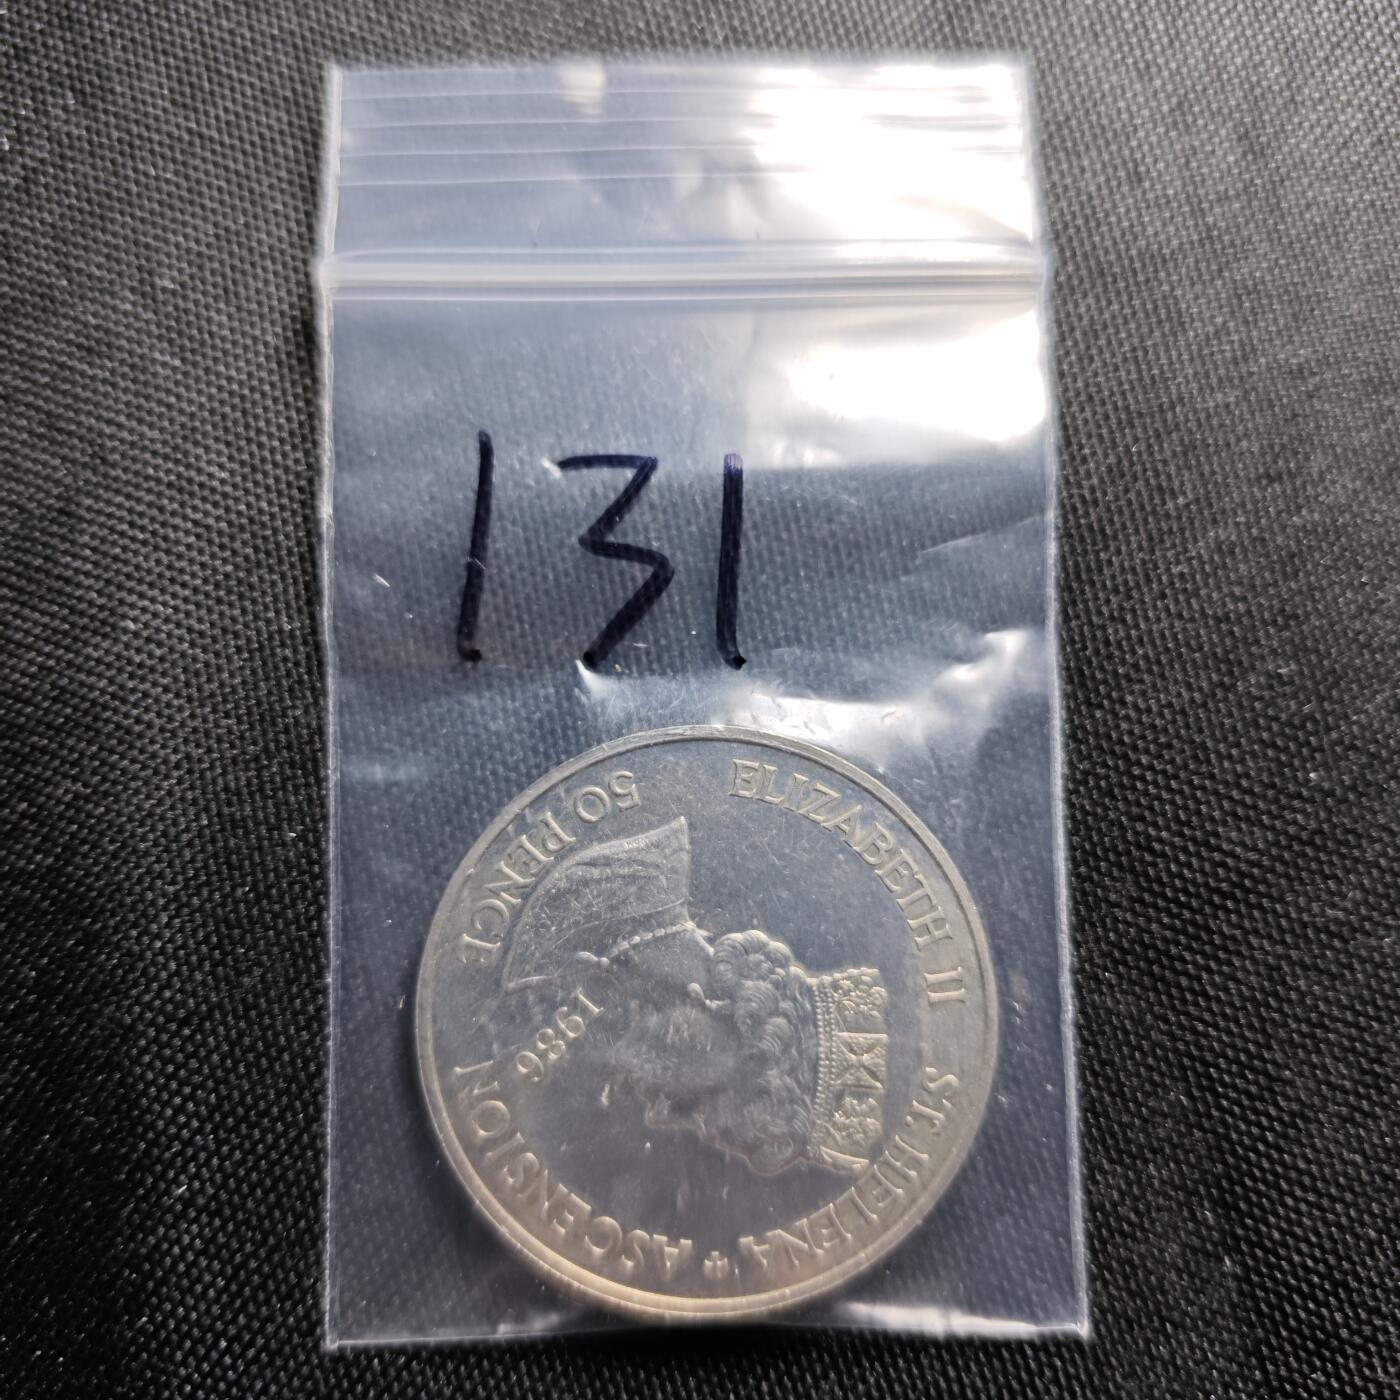 131
ELIZABETH II ST. HELENA + ASCENSION
50 PENCE
1986